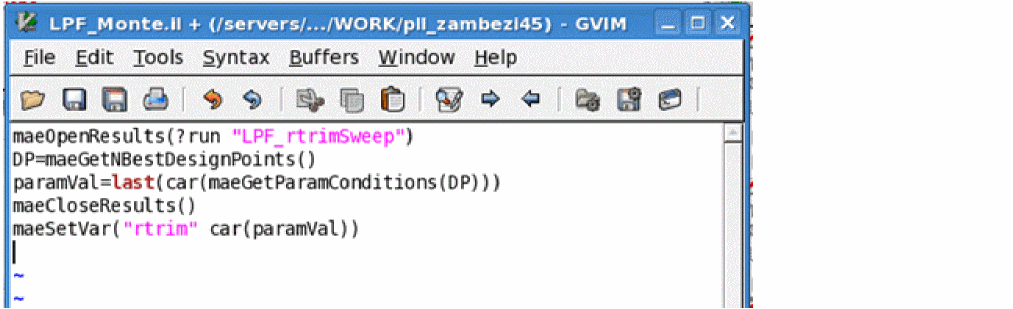 LPF_Monte.il + (/servers/.../WORK/pll_zambezi45) - GVIM
File Edit Tools Syntax Buffers Window Help
maeOpenResults(?run "LPF_rtrimSweep")
DP=maeGetNBestDesignPoints()
paramVal=last(car(maeGetParamConditions(DP)))
maeCloseResults()
maeSetVar("rtrim" car(paramVal))
~
~